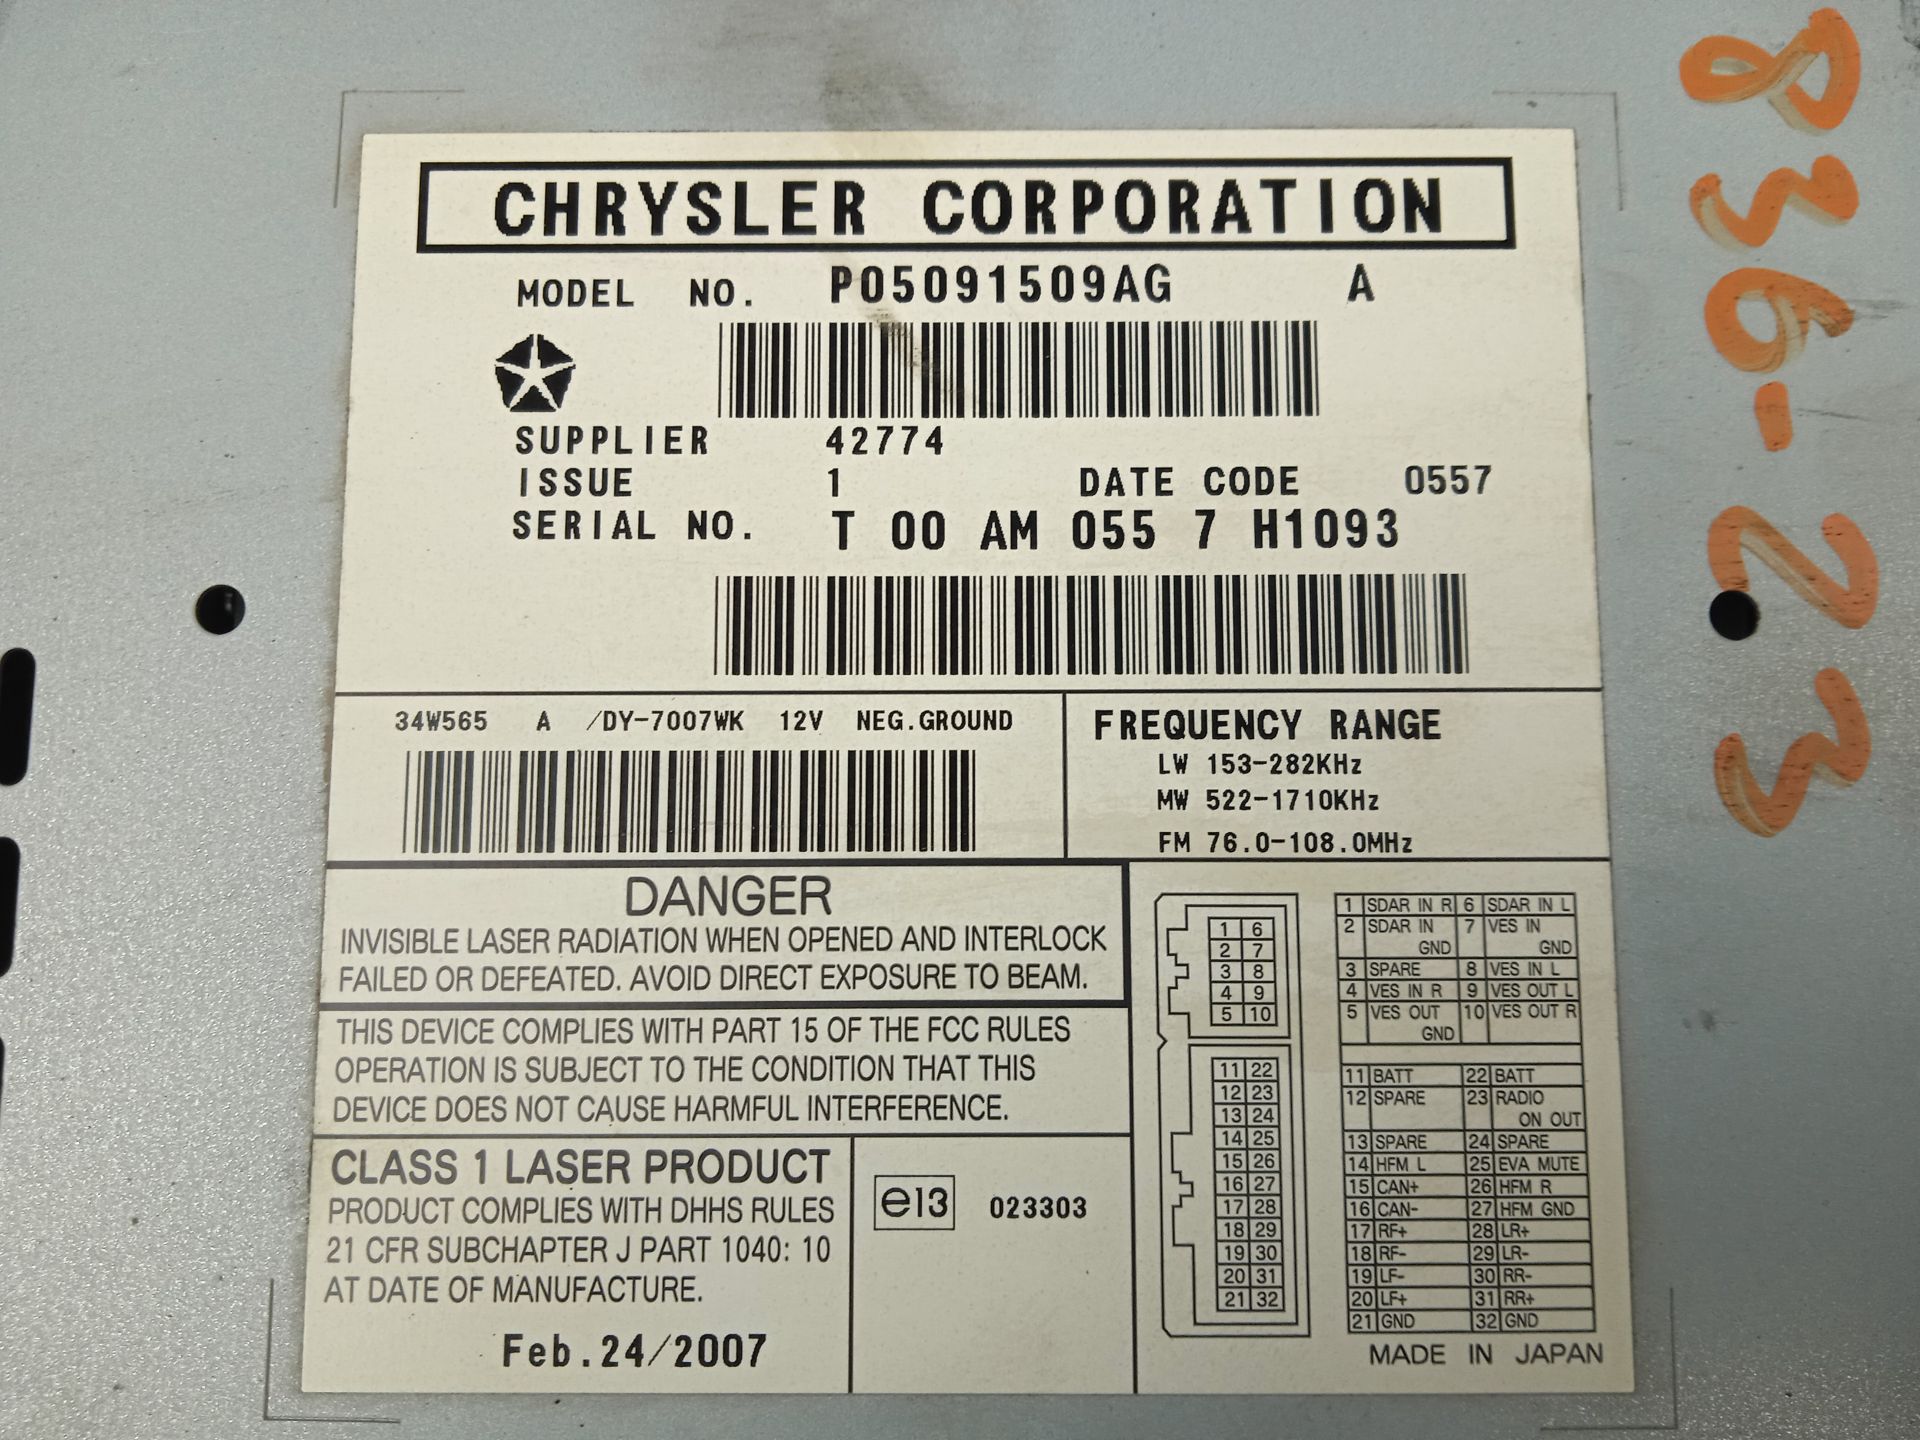 CHRYSLER CORPORATION
MODEL NO. P05091509AG A
SUPPLIER 42774
ISSUE 1 DATE CODE 0557
SERIAL NO. T 00 AM 055 7 H1093
34W565 A /DY-7007WK 12V NEG.GROUND
FREQUENCY RANGE
LW 153-282KHz
MW 522-1710KHz
FM 76.0-108.0MHz
DANGER
INVISIBLE LASER RADIATION WHEN OPENED AND INTERLOCK
FAILED OR DEFEATED. AVOID DIRECT EXPOSURE TO BEAM.
THIS DEVICE COMPLIES WITH PART 15 OF THE FCC RULES
OPERATION IS SUBJECT TO THE CONDITION THAT THIS
DEVICE DOES NOT CAUSE HARMFUL INTERFERENCE.
CLASS 1 LASER PRODUCT
PRODUCT COMPLIES WITH DHHS RULES
21 CFR SUBCHAPTER J PART 1040: 10
AT DATE OF MANUFACTURE.
Feb.24/2007
e13 023303
1 6
2 7
3 8
4 9
5 10
11 22
12 23
13 24
14 25
15 26
16 27
17 28
18 29
19 30
20 31
21 32
1 SDAR IN R 6 SDAR IN L
2 SDAR IN 7 VES IN
GND GND
3 SPARE 8 VES IN L
4 VES IN R 9 VES OUT L
5 VES OUT 10 VES OUT R
GND
11 BATT 22 BATT
12 SPARE 23 RADIO
ON OUT
13 SPARE 24 SPARE
14 HFM L 25 EVA MUTE
15 CAN+ 26 HFM R
16 CAN- 27 HFM GND
17 RF+ 28 LR+
18 RF- 29 LR-
19 LF- 30 RR-
20 LF+ 31 RR+
21 GND 32 GND
MADE IN JAPAN
836-23